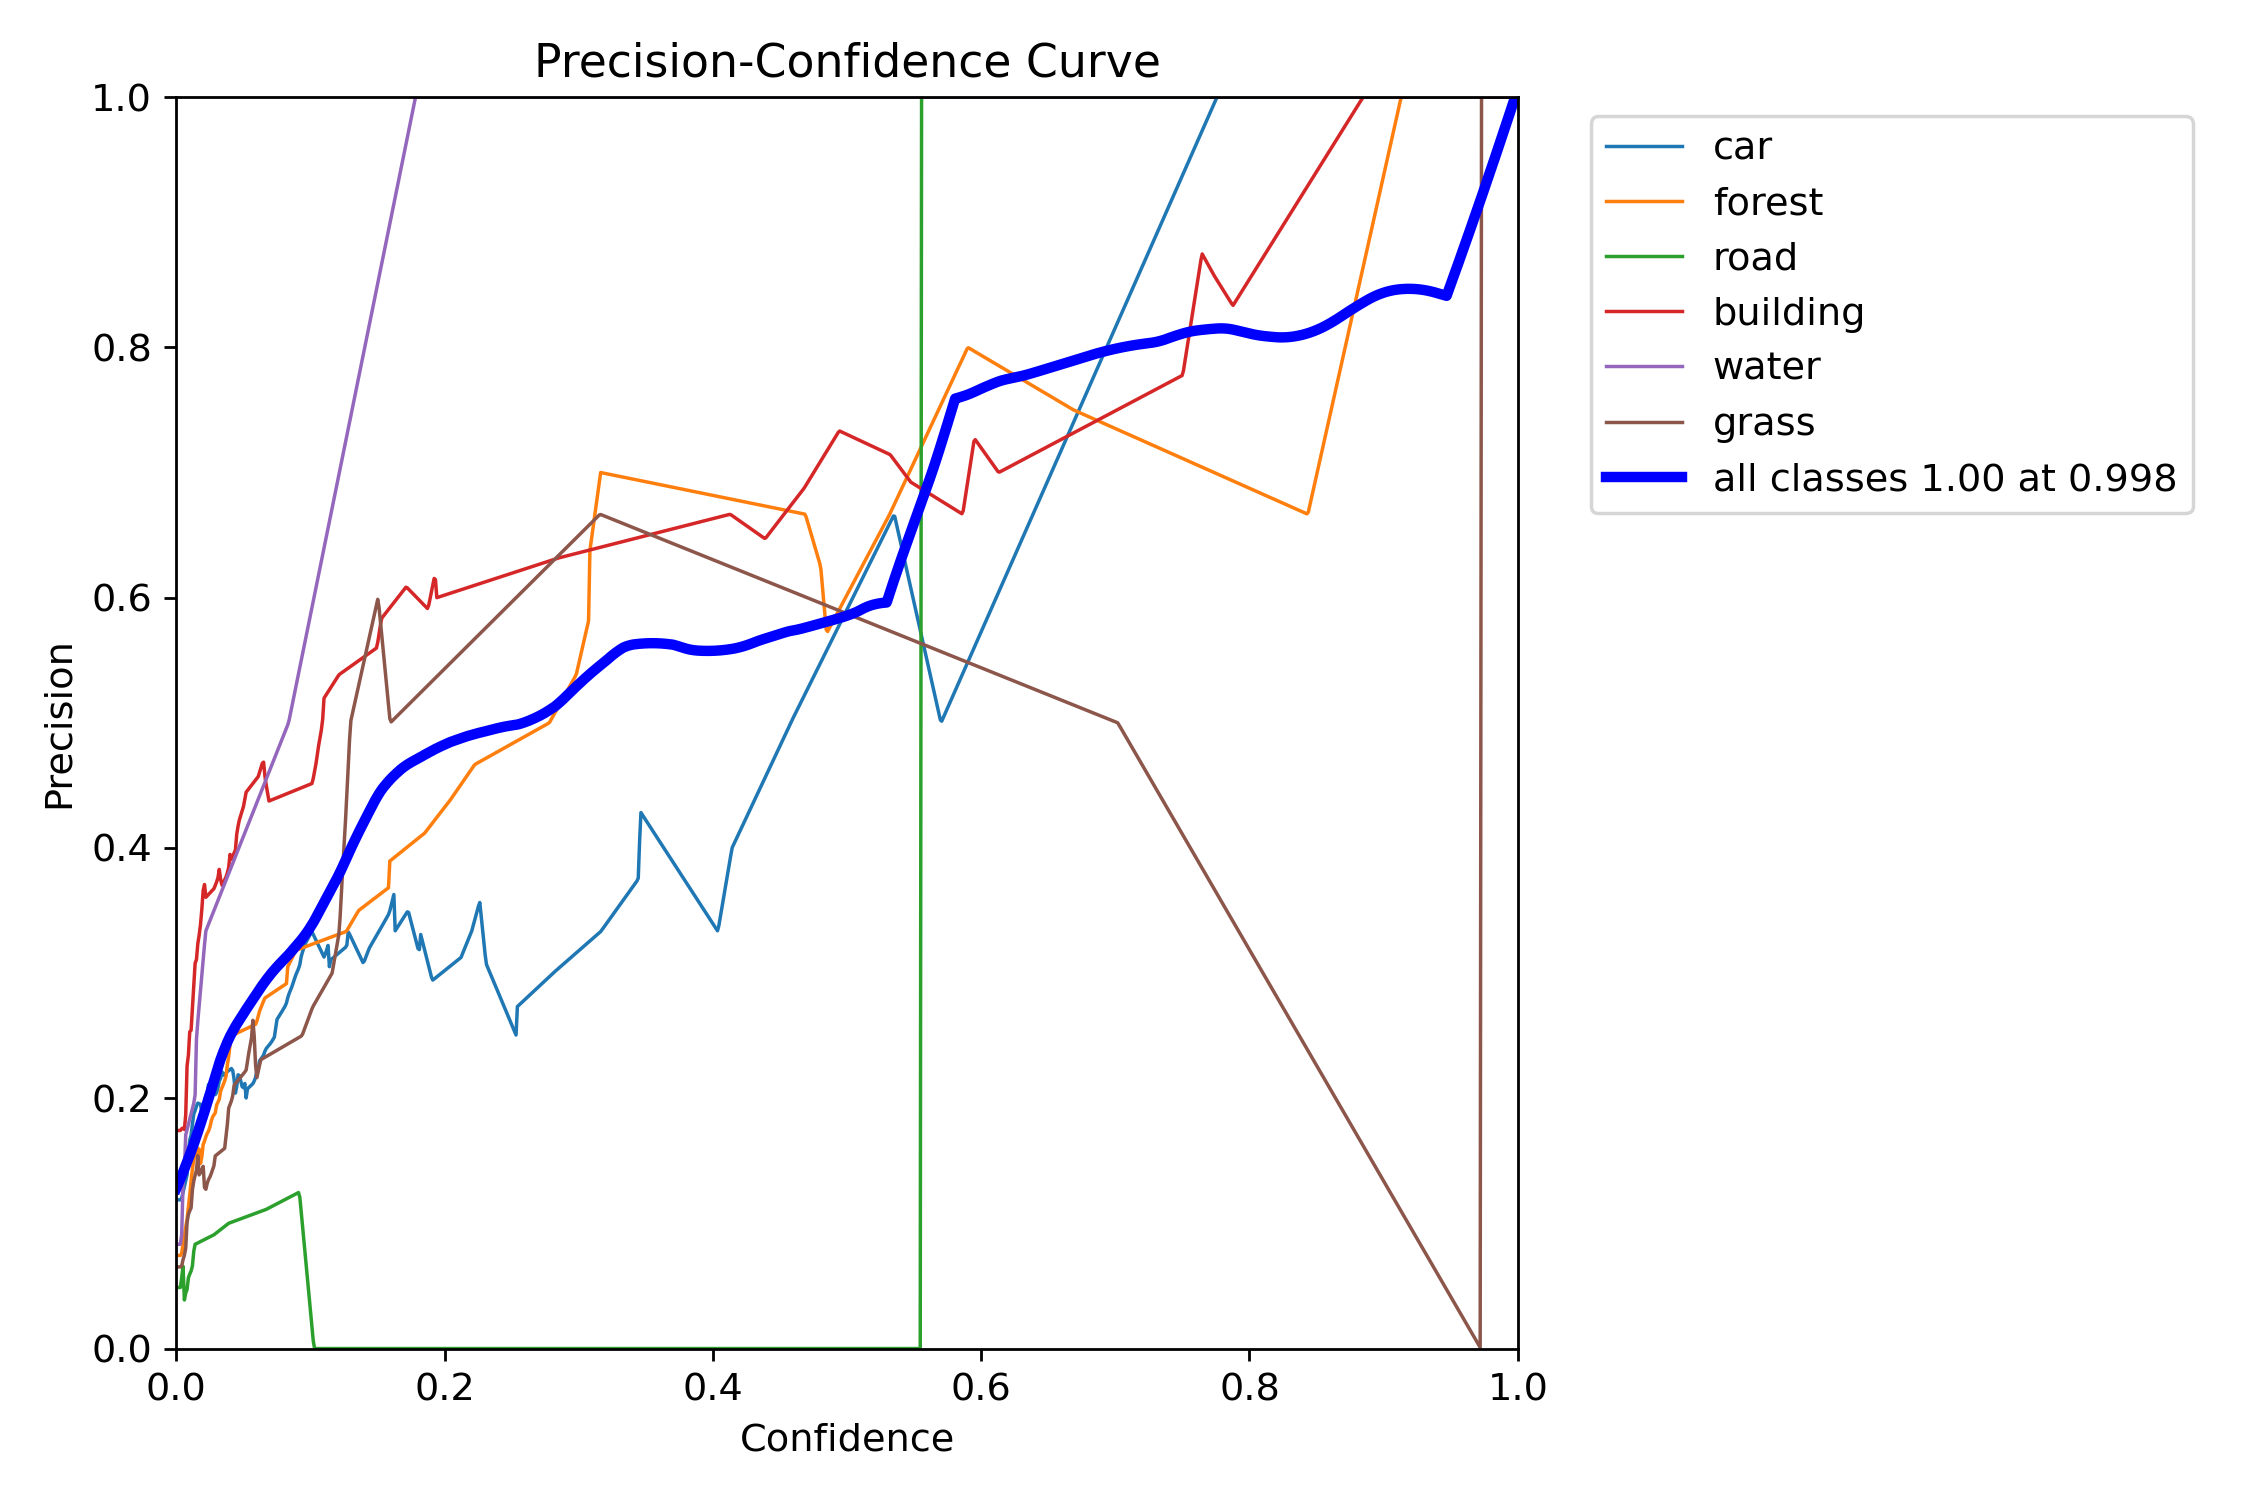 Precision-Confidence Curve
1.0
0.8
0.6
0.4
0.2
0.0
Precision
0.0 0.2 0.4 0.6 0.8 1.0
Confidence
car
forest
road
building
water
grass
all classes 1.00 at 0.998